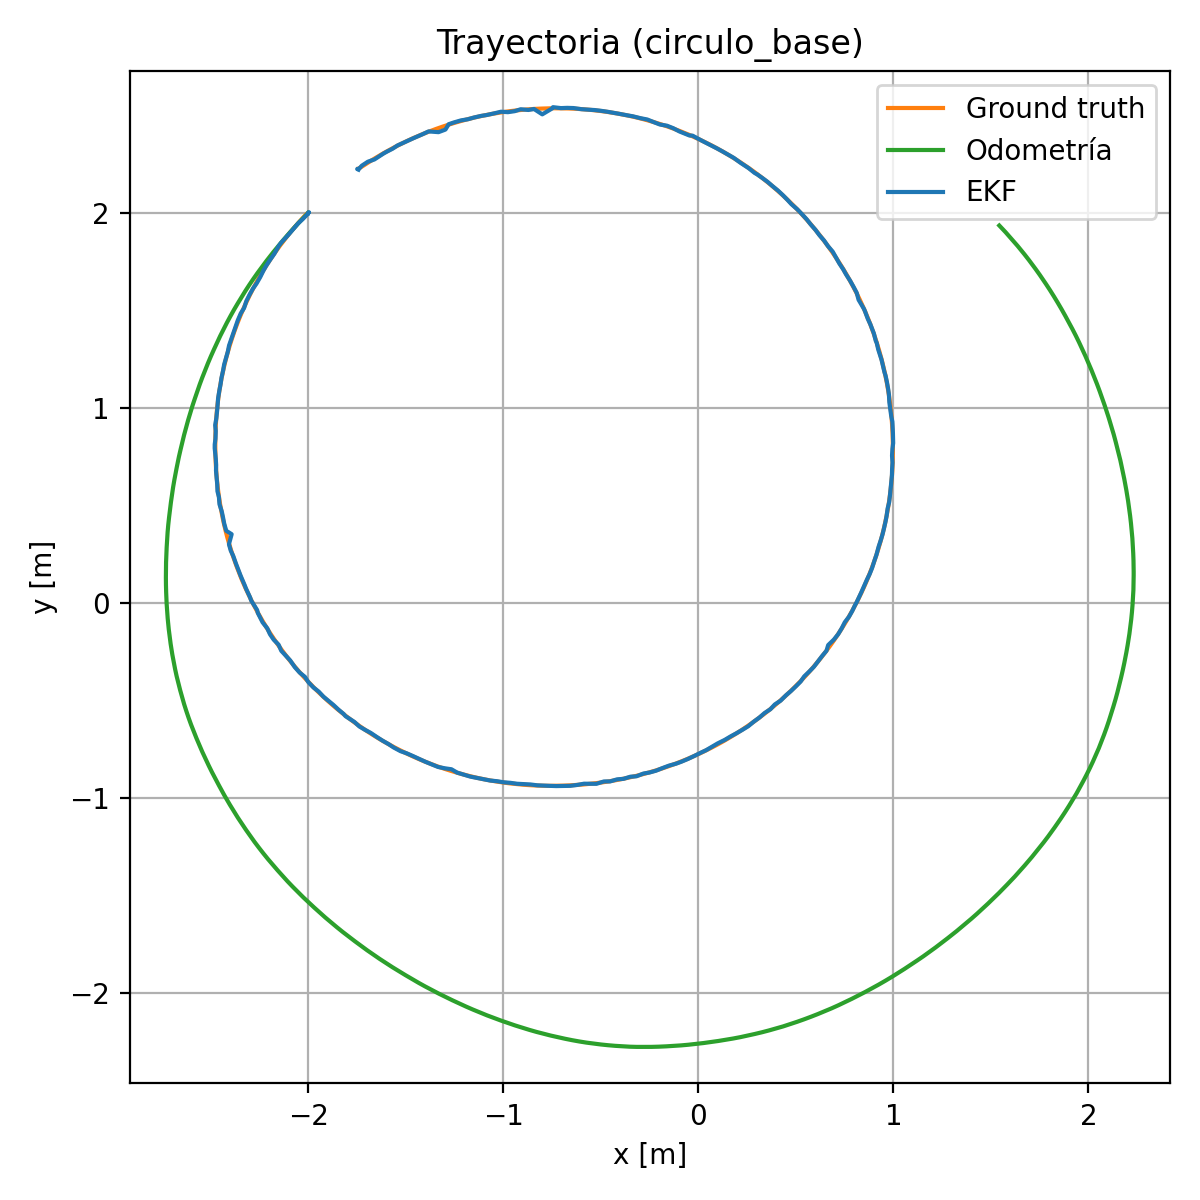 Trayectoria (circulo_base)
Ground truth
Odometría
EKF
2
1
0
−1
−2
y [m]
−2 −1 0 1 2
x [m]